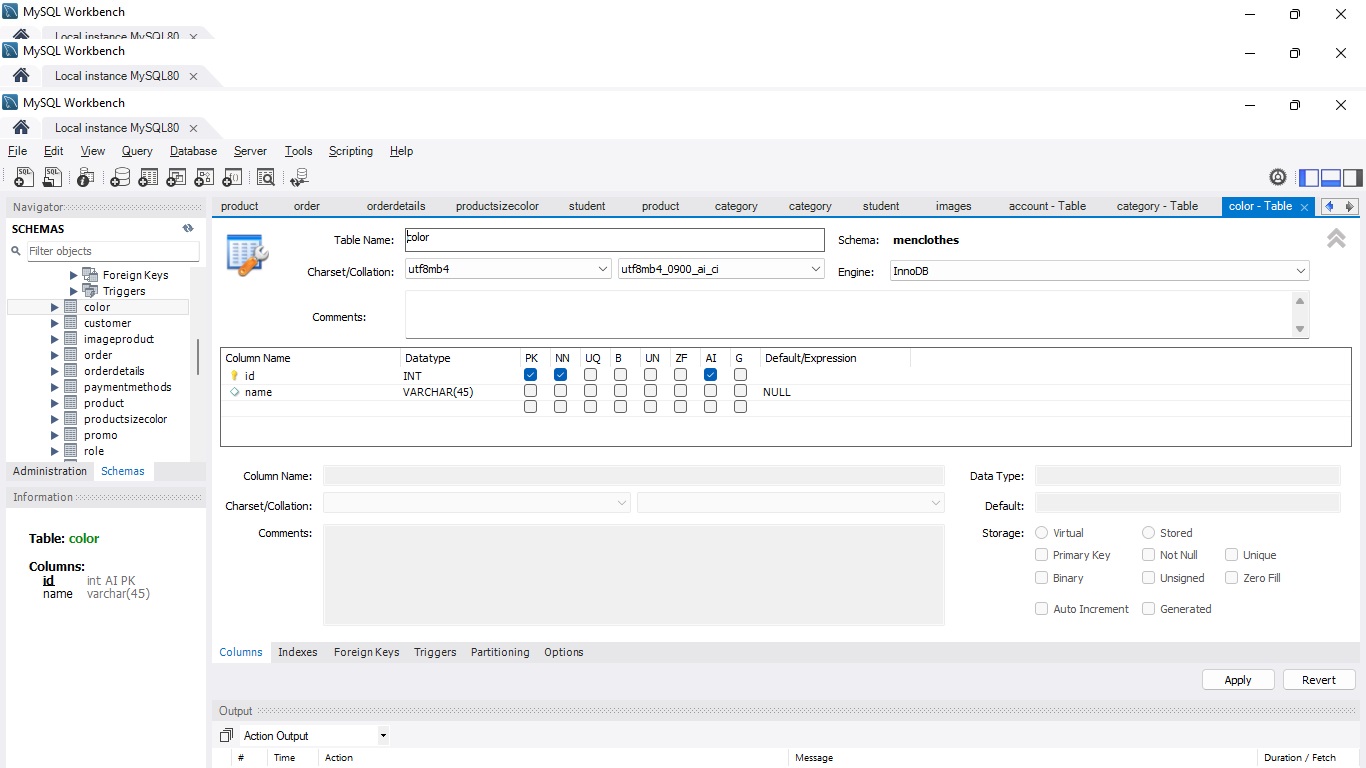 MySQL Workbench
Local instance MySQL80
MySQL Workbench
Local instance MySQL80
MySQL Workbench
Local instance MySQL80
File Edit View Query Database Server Tools Scripting Help
Navigator
product order orderdetails productsizecolor student product category category student images account - Table category - Table color - Table
SCHEMAS
Filter objects
Foreign Keys
Triggers
color
customer
imageproduct
order
orderdetails
paymentmethods
product
productsizecolor
promo
role
Administration Schemas
Information
Table: color
Columns:
id int AI PK
name varchar(45)
Table Name: color Schema: menclothes
Charset/Collation: utf8mb4 utf8mb4_0900_ai_ci Engine: InnoDB
Comments:
Column Name Datatype PK NN UQ B UN ZF AI G Default/Expression
id INT
name VARCHAR(45) NULL
Column Name: Data Type:
Charset/Collation: Default:
Comments: Storage: Virtual Stored
Primary Key Not Null Unique
Binary Unsigned Zero Fill
Auto Increment Generated
Columns Indexes Foreign Keys Triggers Partitioning Options
Apply Revert
Output
Action Output
# Time Action Message Duration / Fetch